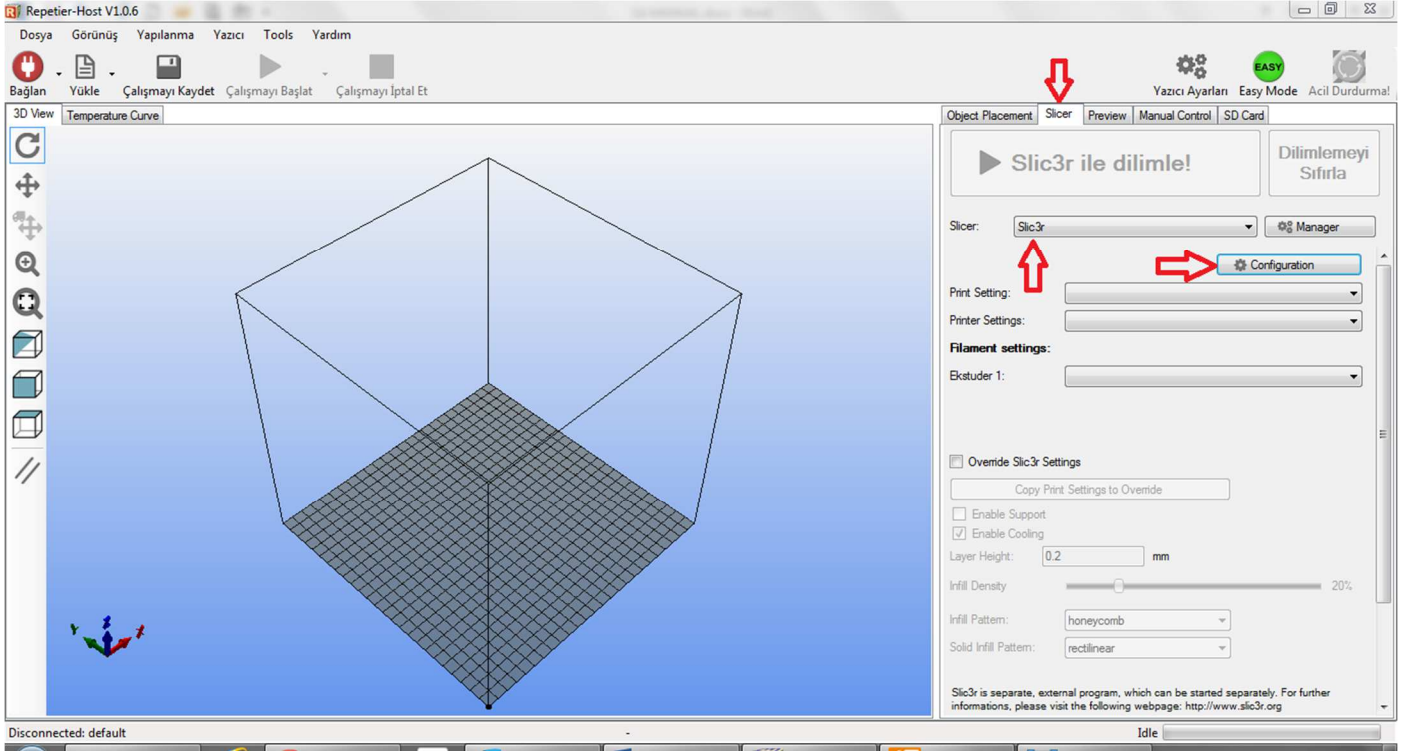 Repetier-Host V1.0.6
Dosya Görünüş Yapılanma Yazıcı Tools Yardım
EASY
Bağlan Yükle Çalışmayı Kaydet Çalışmayı Başlat Çalışmayı İptal Et Yazıcı Ayarları Easy Mode Acil Durdurma!
3D View Temperature Curve Object Placement Slicer Preview Manual Control SD Card
Slic3r ile dilimle! Dilimlemeyi
Sıfırla
Slicer: Slic3r Manager
Configuration
Print Setting:
Printer Settings:
Filament settings:
Ekstuder 1:
Override Slic3r Settings
Copy Print Settings to Override
Enable Support
Enable Cooling
Layer Height: 0.2 mm
Infill Density 20%
Infill Pattern: honeycomb
Solid Infill Pattern: rectilinear
Slic3r is separate, external program, which can be started separately. For further
informations, please visit the following webpage: http://www.slic3r.org
Disconnected: default - Idle